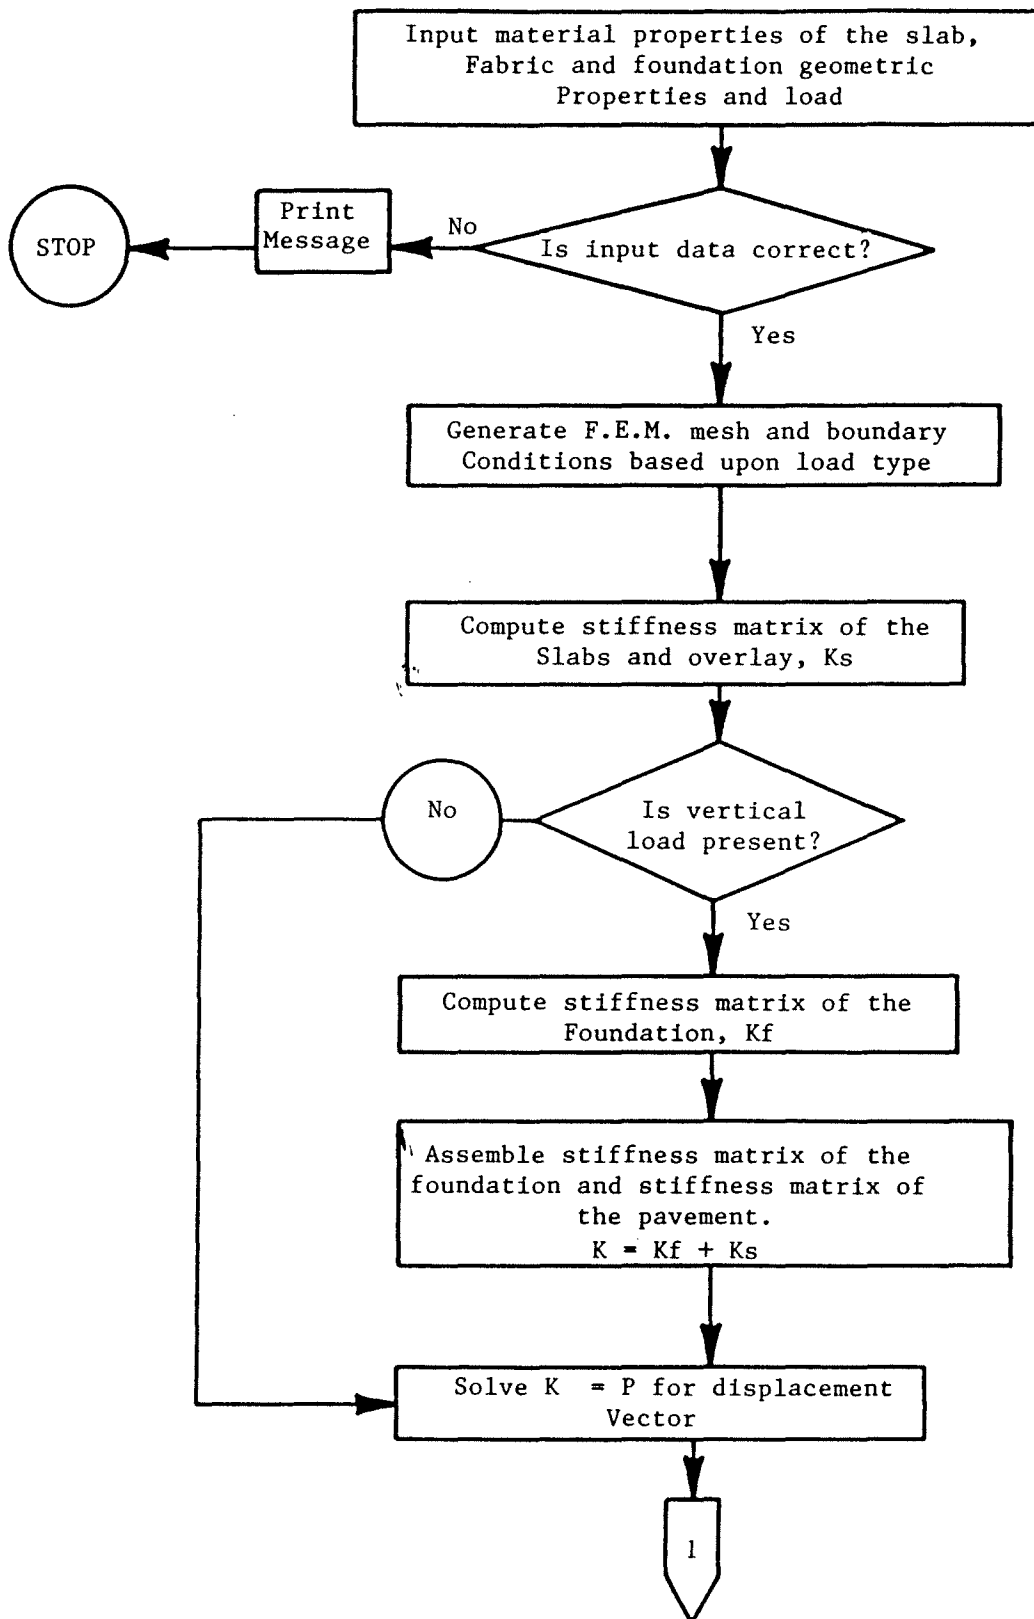 Input material properties of the slab,
Fabric and foundation geometric
Properties and load
Print
Message
No
STOP
Is input data correct?
Yes
Generate F.E.M. mesh and boundary
Conditions based upon load type
Compute stiffness matrix of the
Slabs and overlay, Ks
No
Is vertical
load present?
Yes
Compute stiffness matrix of the
Foundation, Kf
Assemble stiffness matrix of the
foundation and stiffness matrix of
the pavement.
K = Kf + Ks
Solve K = P for displacement
Vector
1